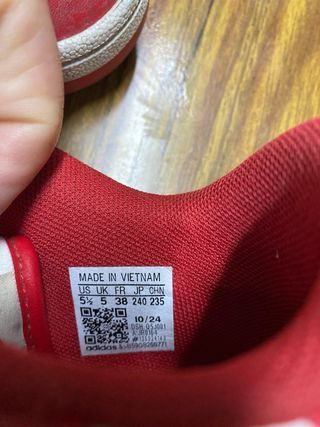 MADE IN VIETNAM
US UK FR JP CHN
5½ 5 38 240 235
10/24
adidas